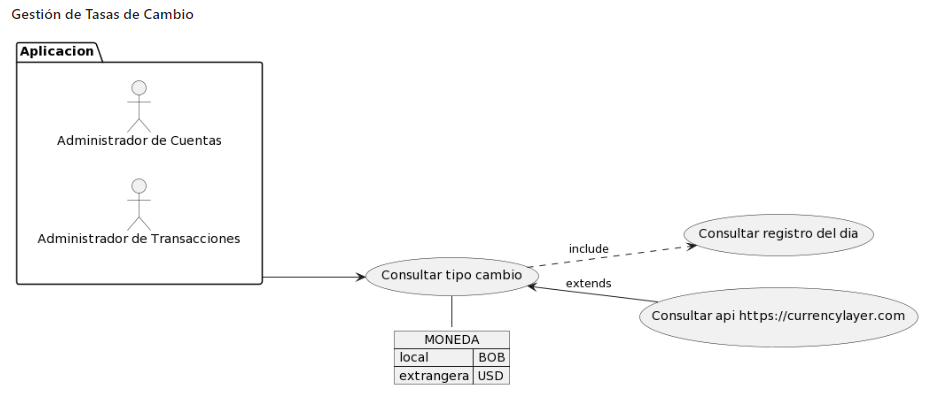 Gestión de Tasas de Cambio
Aplicacion
Administrador de Cuentas
Administrador de Transacciones
Consultar tipo cambio
include
Consultar registro del dia
extends
Consultar api https://currencylayer.com
MONEDA
local BOB
extrangera USD